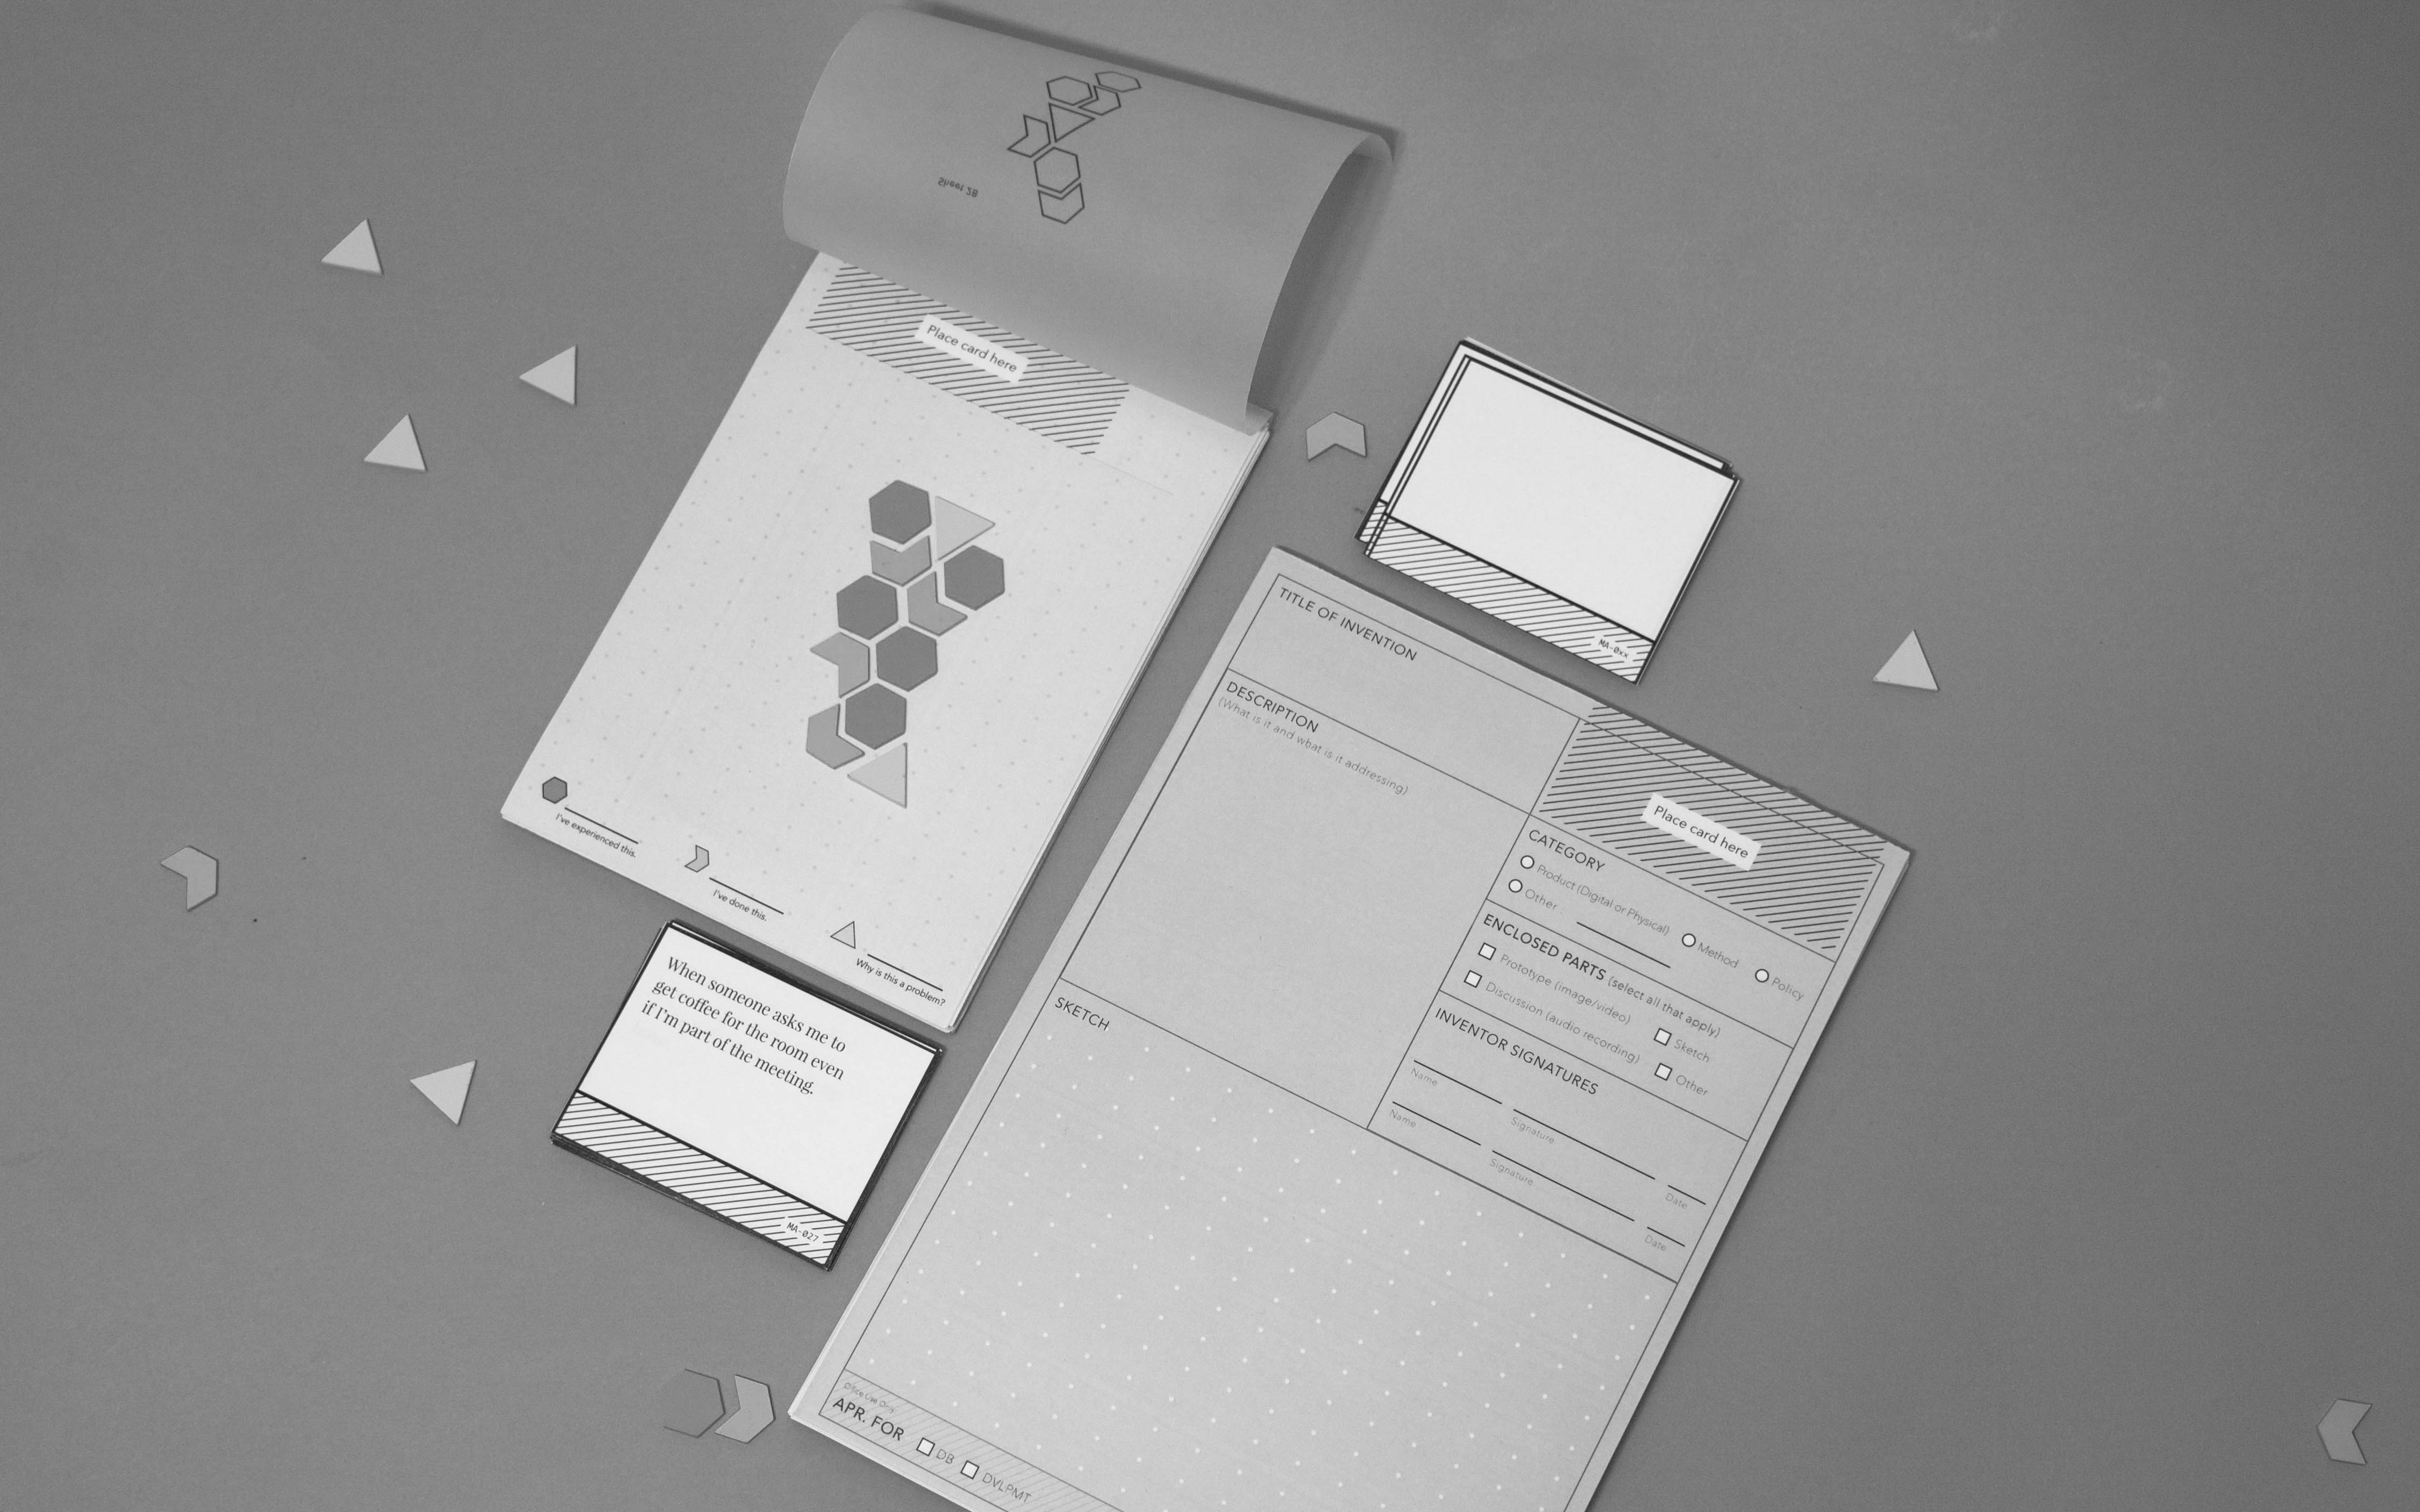 Sheet 28
Place card here
I've experienced this.
I've done this.
Why is this a problem?
When someone asks me to
get coffee for the room even
if I'm part of the meeting.
MA-027
MA-0xx
TITLE OF INVENTION
Place card here
DESCRIPTION
(What is it and what is it addressing)
CATEGORY
Product (Digital or Physical)
Method
Policy
Other
ENCLOSED PARTS (select all that apply)
Prototype (image/video)
Sketch
Discussion (audio recording)
Other
INVENTOR SIGNATURES
Name
Signature
Date
Name
Signature
Date
SKETCH
Office Use Only
APR. FOR
DB
DVLPMT